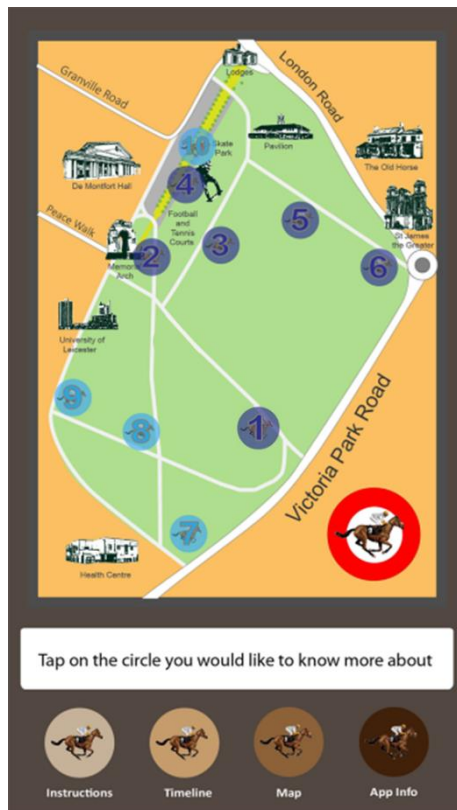 Lodges
London Road
Granville Road
Skate
Park
Pavilion
The Old Horse
De Montfort Hall
4
Football
and
Tennis
Courts
5
St James
the Greater
Peace Walk
2
3
6
Memorial
Arch
University of
Leicester
9
8
1
Victoria Park Road
7
Health Centre
Tap on the circle you would like to know more about
Instructions
Timeline
Map
App Info